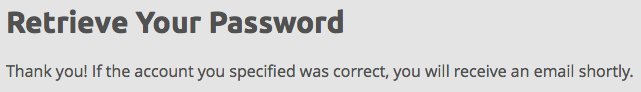 Retrieve Your Password
Thank you! If the account you specified was correct, you will receive an email shortly.